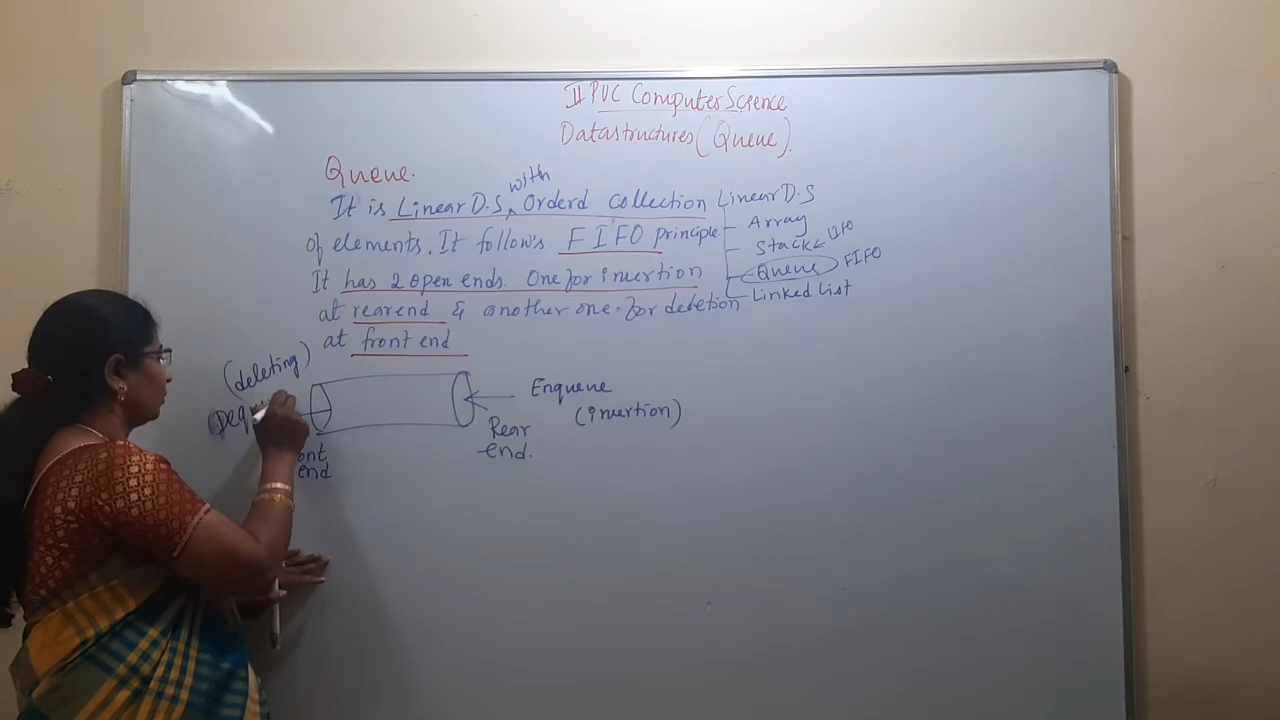 II PUC Computer Science
Datastructures (Queue).
Queue.
with
It is Linear D.S, Orderd collection
of elements. It follow's FIFO principle.
It has 2 open ends. One for invertion
at rearend & another one for deletion
at front end
Linear D.S
Array
Stack LIFO
Queue FIFO
Linked List
(deleting)
Enqueue
(invertion)
Rear
end.
end